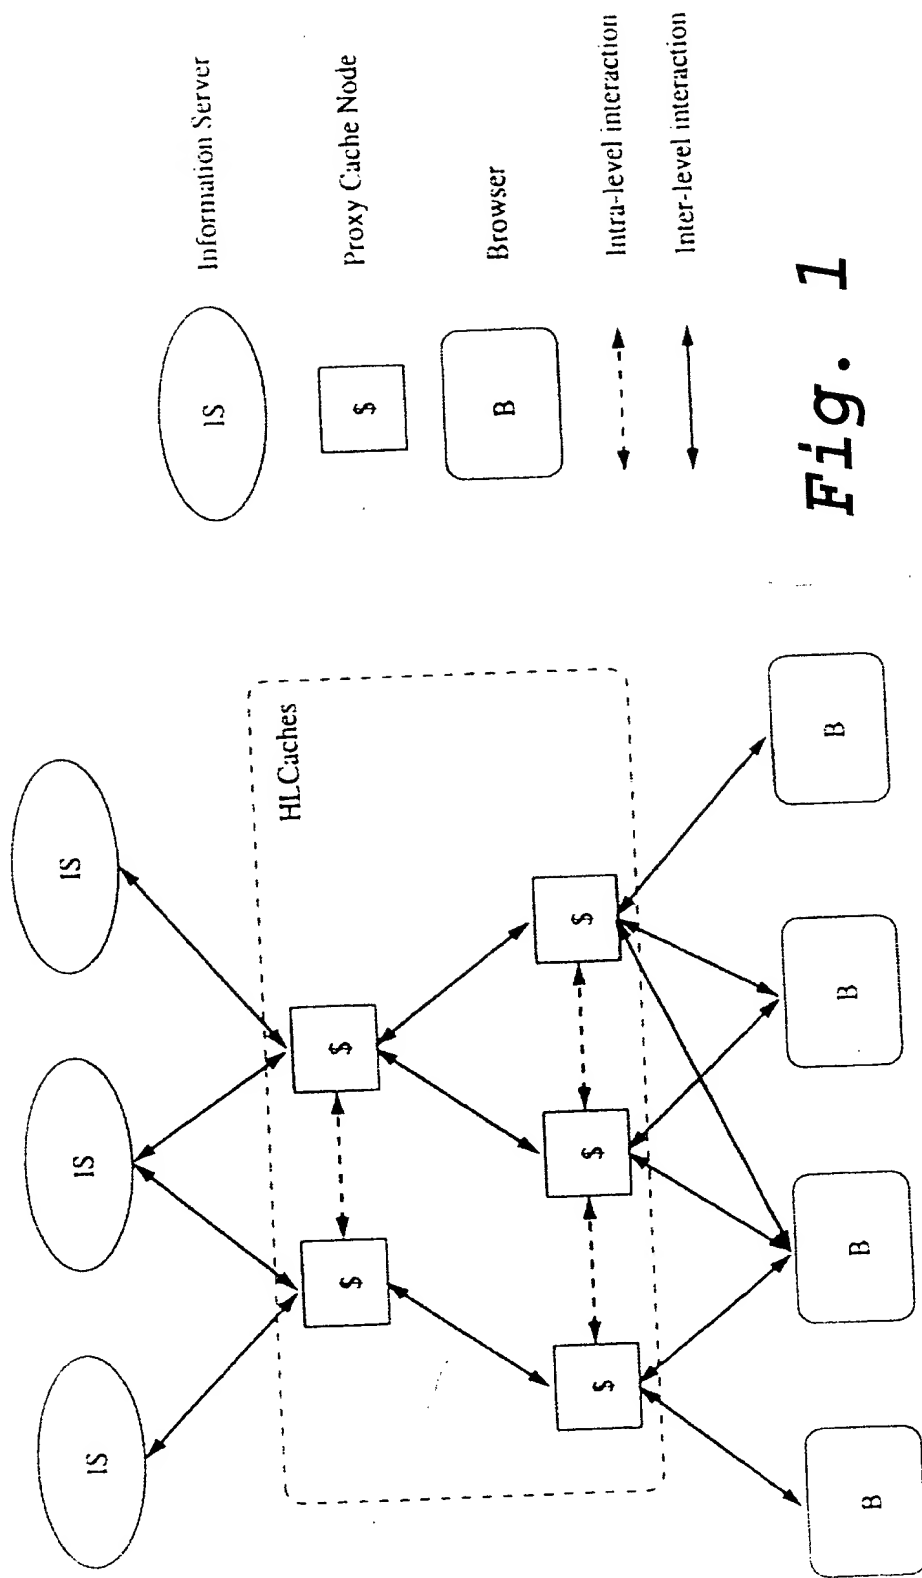 IS
IS
IS
HLCaches
$
$
$
$
$
B
B
B
B
IS
Information Server
$
Proxy Cache Node
B
Browser
Intra-level interaction
Inter-level interaction
Fig. 1